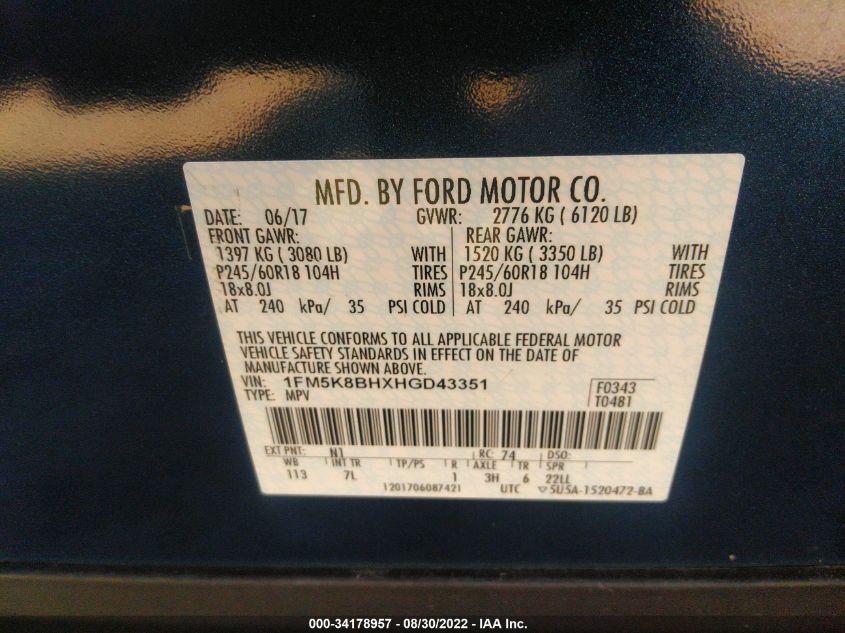 MFD. BY FORD MOTOR CO.
DATE: 06/17 GVWR: 2776 KG ( 6120 LB)
FRONT GAWR: REAR GAWR:
1397 KG ( 3080 LB) WITH 1520 KG ( 3350 LB) WITH
P245/60R18 104H TIRES P245/60R18 104H TIRES
18x8.0J RIMS 18x8.0J RIMS
AT 240 kPa/ 35 PSI COLD AT 240 kPa/ 35 PSI COLD
THIS VEHICLE CONFORMS TO ALL APPLICABLE FEDERAL MOTOR
VEHICLE SAFETY STANDARDS IN EFFECT ON THE DATE OF
MANUFACTURE SHOWN ABOVE.
VIN: 1FM5K8BHXHGD43351 F0343
TYPE: MPV T0481
EXT PNT: N1 RC: 74 DSO:
WB INT TR TP/PS R AXLE TR SPR
113 7L 1 3H 6 22LL
1201706087421 UTC ▽5U5A-1520472-BA
000-34178957 - 08/30/2022 - IAA Inc.